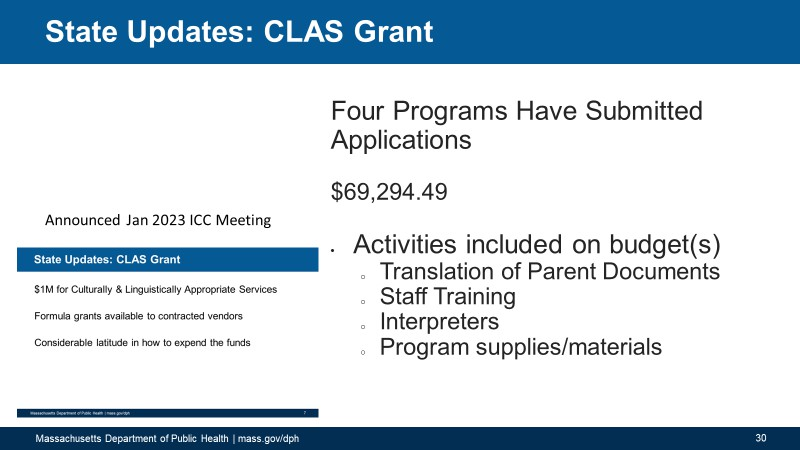 State Updates: CLAS Grant
Announced Jan 2023 ICC Meeting
State Updates: CLAS Grant
$1M for Culturally & Linguistically Appropriate Services
Formula grants available to contracted vendors
Considerable latitude in how to expend the funds
Massachusetts Department of Public Health | mass.gov/dph
7
Four Programs Have Submitted
Applications
$69,294.49
• Activities included on budget(s)
o Translation of Parent Documents
o Staff Training
o Interpreters
o Program supplies/materials
Massachusetts Department of Public Health | mass.gov/dph
30